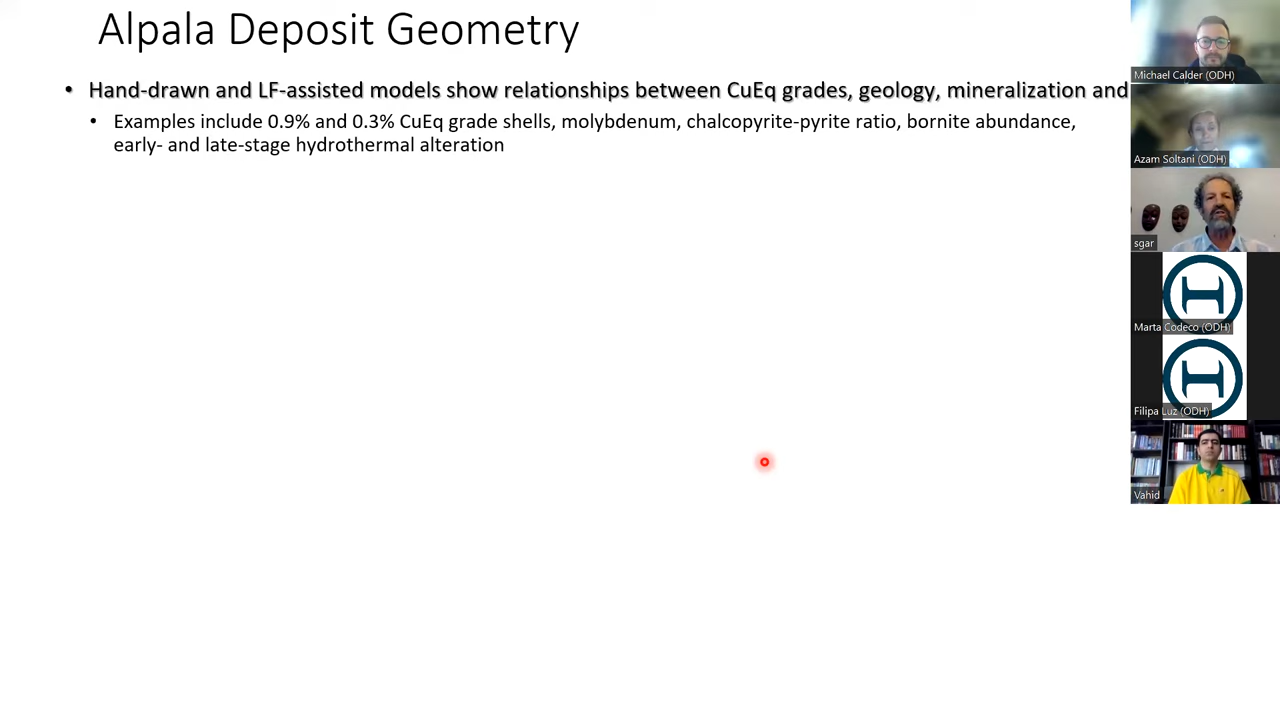 Alpala Deposit Geometry
• Hand-drawn and LF-assisted models show relationships between CuEq grades, geology, mineralization and
• Examples include 0.9% and 0.3% CuEq grade shells, molybdenum, chalcopyrite-pyrite ratio, bornite abundance,
early- and late-stage hydrothermal alteration
Michael Calder (ODH)
Azam Soltani (ODH)
sgar
Marta Codeco (ODH)
Filipa Luz (ODH)
Vahid